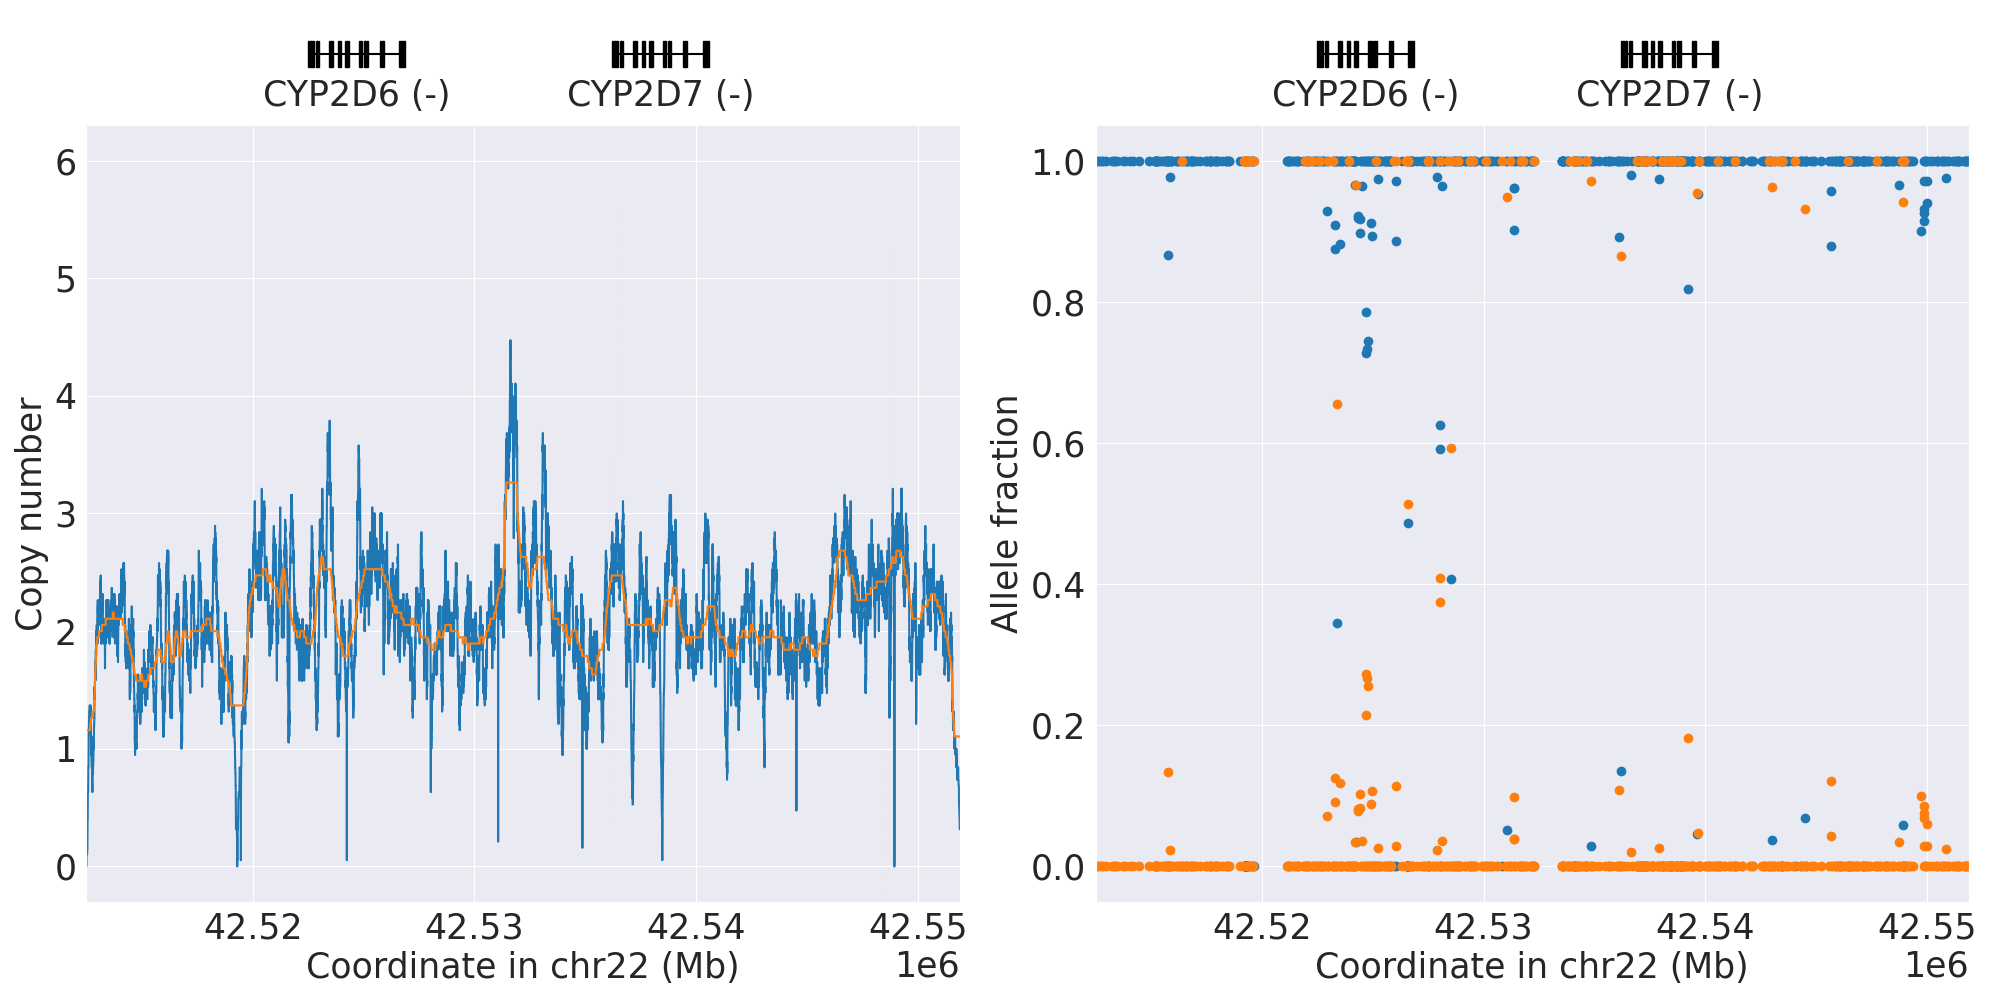 CYP2D6 (-)
CYP2D7 (-)
6
5
4
3
2
1
0
Copy number
42.52
42.53
42.54
42.55
Coordinate in chr22 (Mb)
1e6
CYP2D6 (-)
CYP2D7 (-)
1.0
0.8
0.6
0.4
0.2
0.0
Allele fraction
42.52
42.53
42.54
42.55
Coordinate in chr22 (Mb)
1e6